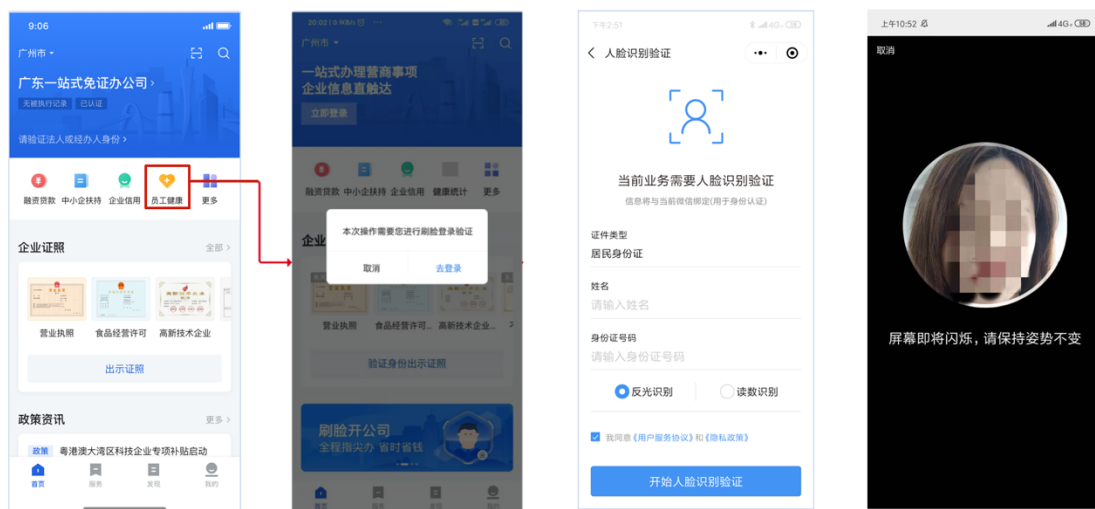 9:06
广州市
广东一站式免证办公司
无被执行记录 已认证
请验证法人或经办人身份
融资贷款 中小企扶持 企业信用 员工健康 更多
企业证照 全部
营业执照 食品经营许可 高新技术企业
出示证照
政策资讯 更多
政策 粤港澳大湾区科技企业专项补贴启动
首页 服务 发现 我的
广州市
一站式办理营商事项
企业信息直触达
立即登录
融资贷款 中小企扶持 企业信用 健康统计 更多
企业
本次操作需要您进行刷脸登录验证
取消 去登录
营业执照 食品经营许可... 高新技术企业...
验证身份出示证照
刷脸开公司
全程指尖办 省时省钱
首页
下午2:51 4G
人脸识别验证
当前业务需要人脸识别验证
信息将与当前微信绑定(用于身份认证)
证件类型
居民身份证
姓名
请输入姓名
身份证号码
请输入身份证号码
反光识别 读数识别
我同意《用户服务协议》和《隐私政策》
开始人脸识别验证
上午10:52 4G
取消
屏幕即将闪烁，请保持姿势不变